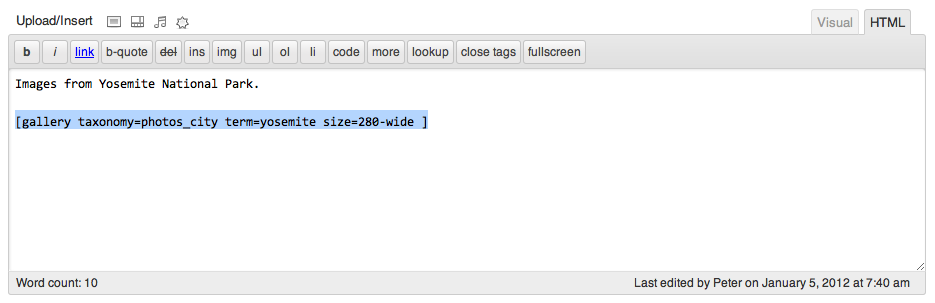 Upload/Insert Visual HTML
b i link b-quote del ins img ul ol li code more lookup close tags fullscreen
Images from Yosemite National Park.
[gallery taxonomy=photos_city term=yosemite size=280-wide ]
Word count: 10 Last edited by Peter on January 5, 2012 at 7:40 am